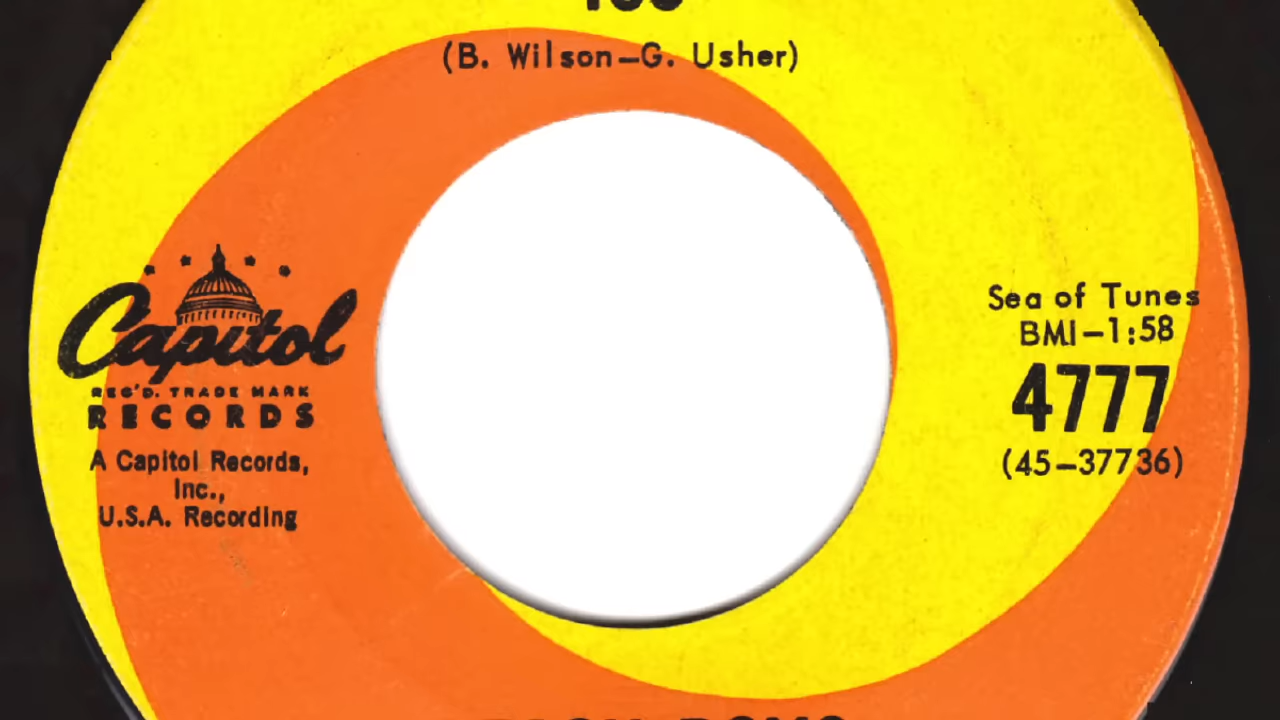 (B. Wilson–G. Usher)
Capitol
REG'D. TRADE MARK
RECORDS
A Capitol Records,
Inc.,
U.S.A. Recording
Sea of Tunes
BMI–1:58
4777
(45–37736)